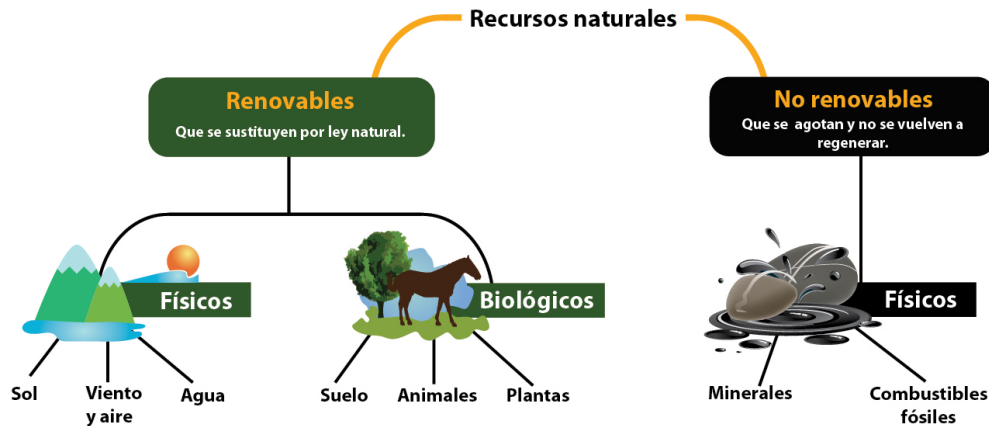 Recursos naturales
Renovables
Que se sustituyen por ley natural.
No renovables
Que se agotan y no se vuelven a
regenerar.
Físicos
Biológicos
Físicos
Sol
Viento
y aire
Agua
Suelo
Animales
Plantas
Minerales
Combustibles
fósiles